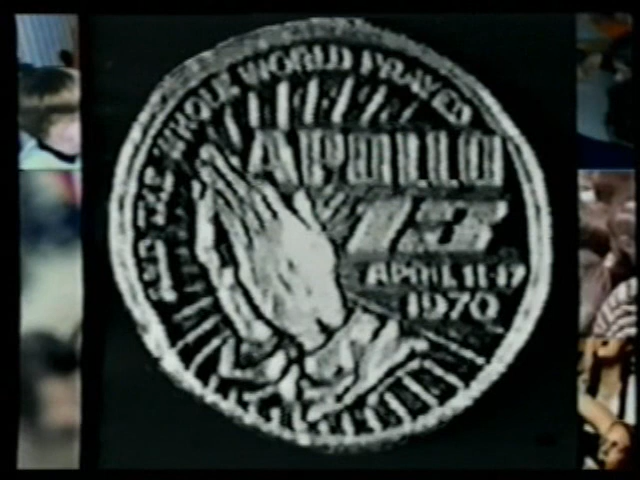 AND THE WHOLE WORLD PRAYED
APOLLO
13
APRIL 11-17
1970